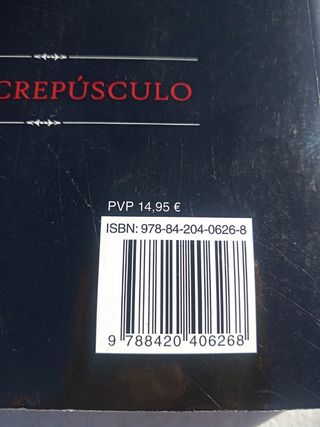 CREPÚSCULO
PVP 14,95 €
ISBN: 978-84-204-0626-8
9 788420 406268